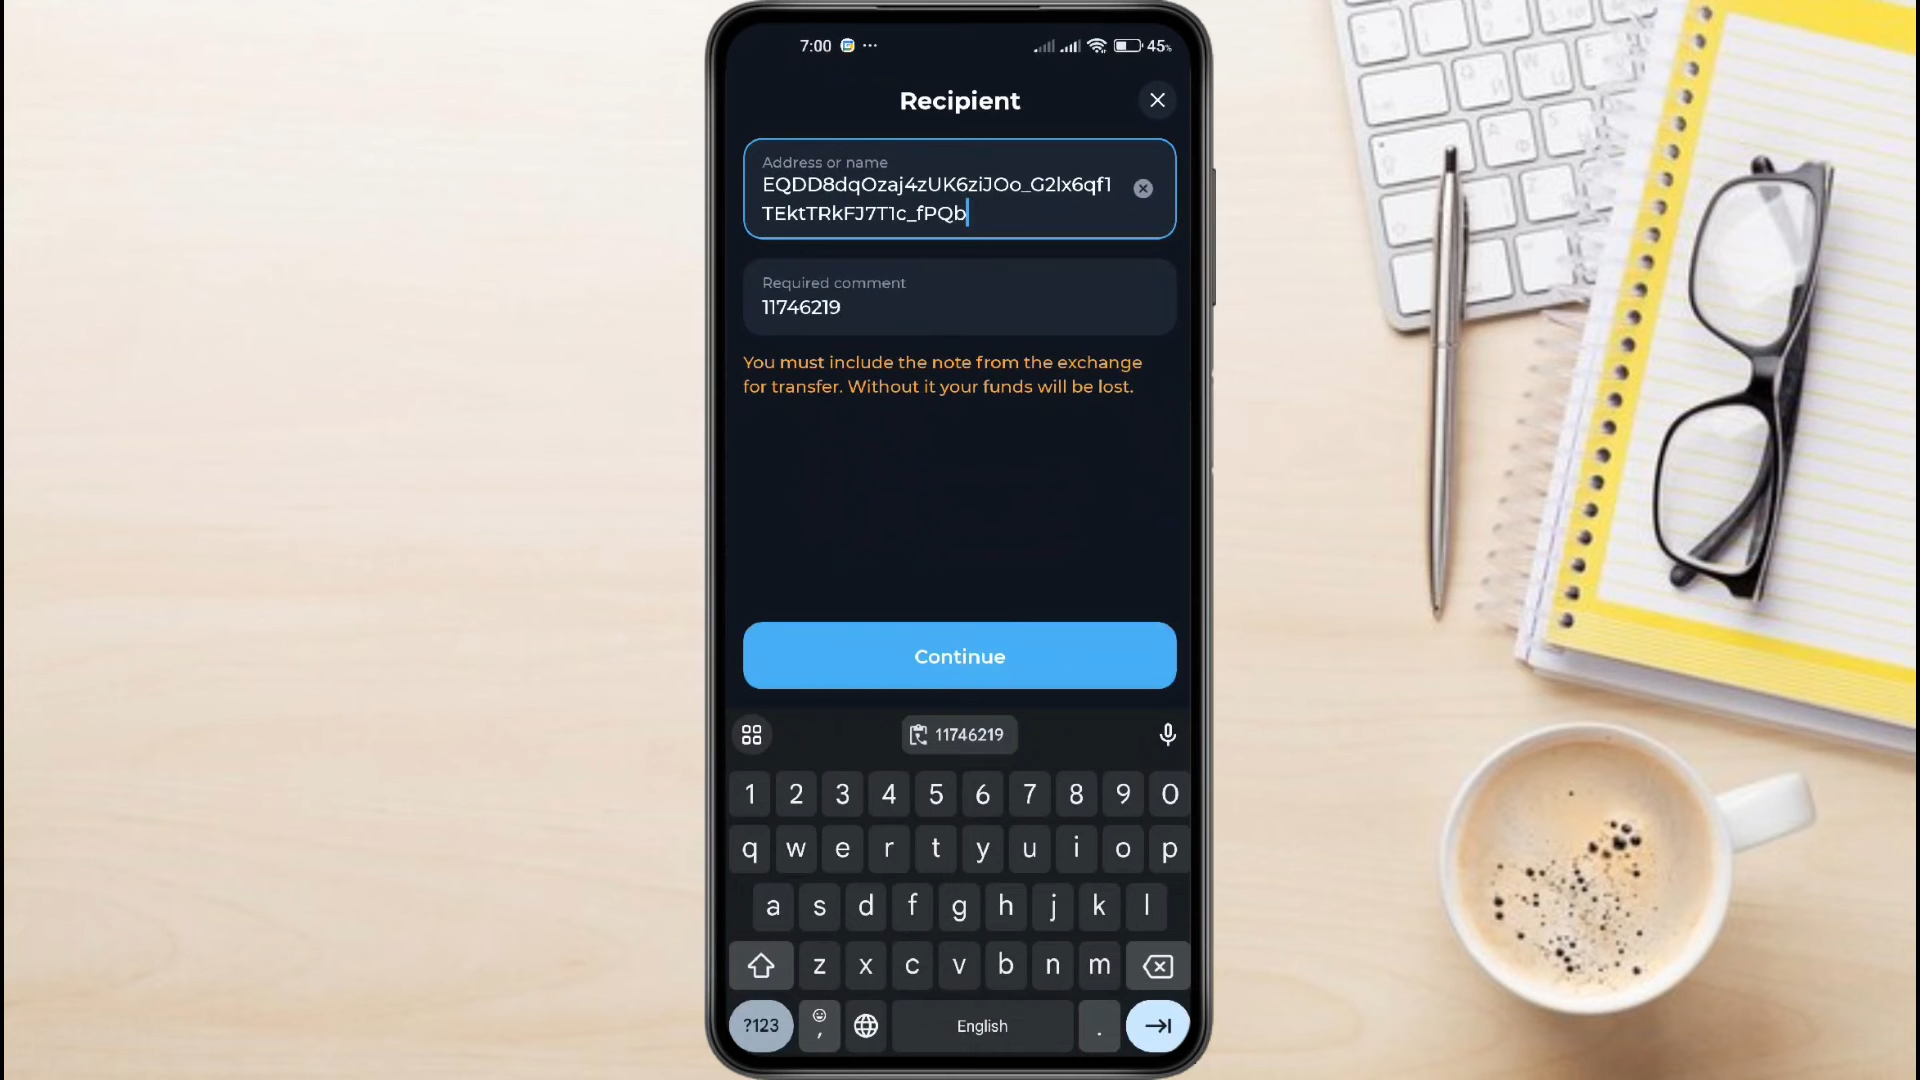 7:00 ... 45%
Recipient
Address or name
EQDD8dqOzaj4zUK6ziJOo_G2lx6qf1
TEktTRkFJ7T1c_fPQb
Required comment
11746219
You must include the note from the exchange
for transfer. Without it your funds will be lost.
Continue
11746219
1 2 3 4 5 6 7 8 9 0
q w e r t y u i o p
a s d f g h j k l
z x c v b n m
?123 , English .